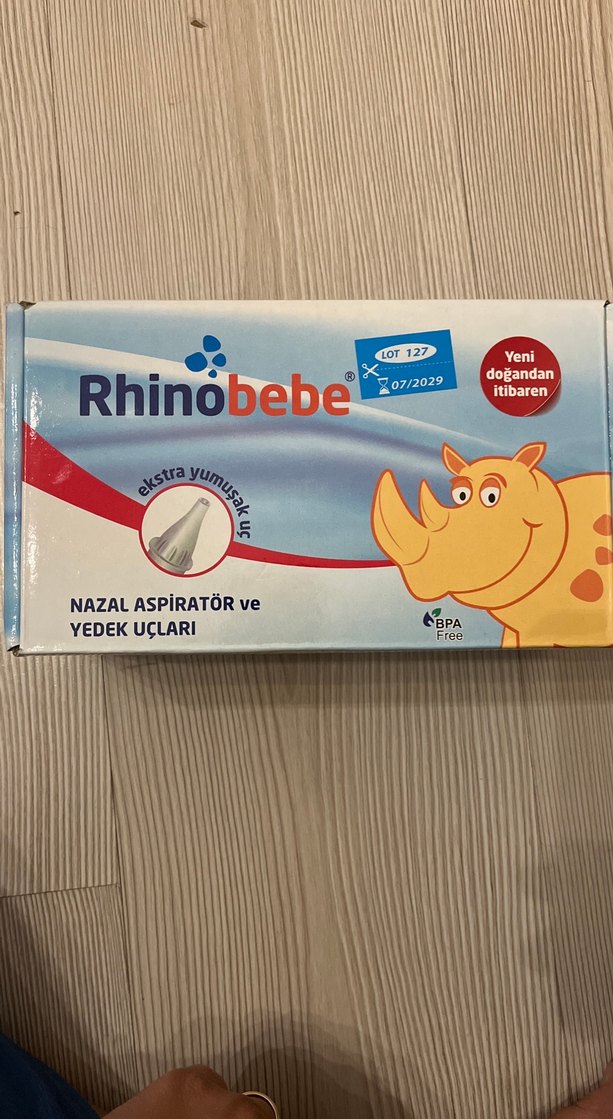 Rhinobebe®
LOT 127
07/2029
Yeni
doğandan
itibaren
ekstra yumuşak uç
NAZAL ASPİRATÖR ve
YEDEK UÇLARI
BPA
Free